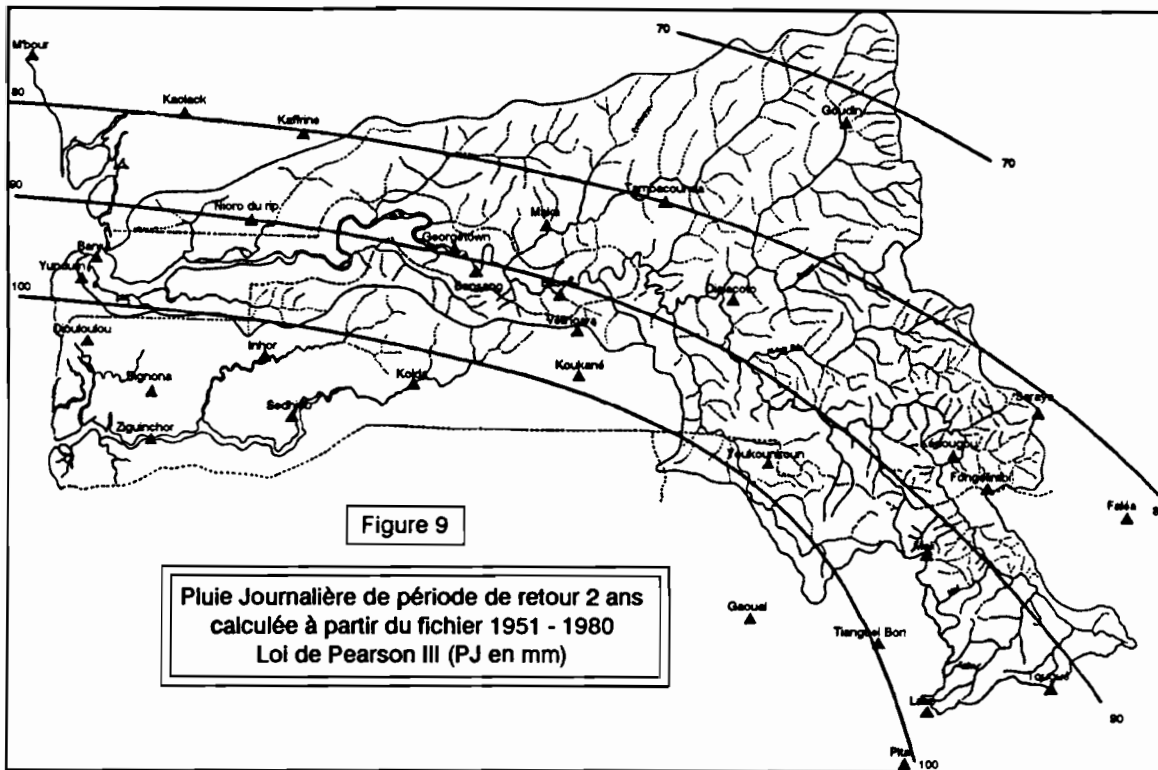 70
M'bour
80
Kaolack
Goudiry
Kaffrine
70
90
Tampacounda
Nioro du rip
Maka
Georgetown
Bansang
Yundum
100
Dialacoto
Velingara
Diouloulou
Inhor
Koukané
Bignona
Kolda
Saraya
Sedhiou
Ziguinchor
Kedougou
Youkounkoun
Fongolimbi
Faléa
Figure 9
Mali
Pluie Journalière de période de retour 2 ans
calculée à partir du fichier 1951 - 1980
Loi de Pearson III (PJ en mm)
Gaoual
Tianguel Bori
Tougué
Labé
90
Pita
100